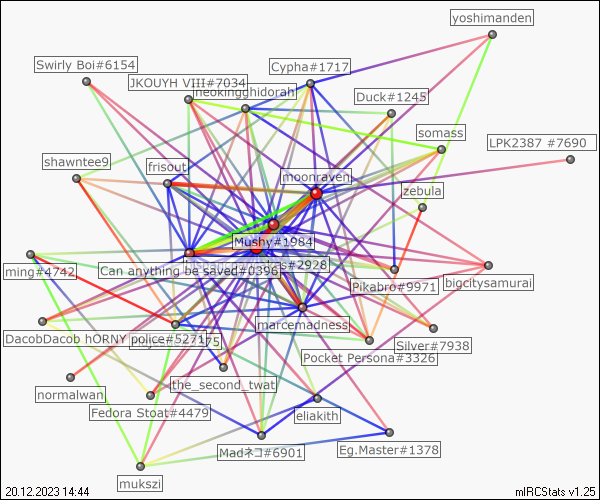 yoshimanden
Swirly Boi#6154
Cypha#1717
JKOUYH VIII#7034
neokingghidorah
Duck#1245
somass
LPK2387 #7690
shawntee9
frisout
moonraven
zebula
Mushy#1984
ming#4742
Can anything be saved#0396
s#2928
Pikabro#9971
bigcitysamurai
marcemadness
DacobDacob hORNY police#5271
75
Silver#7938
Pocket Persona#3326
normalwan
the_second_twat
Fedora Stoat#4479
eliakith
Madネコ#6901
Eg.Master#1378
mukszi
20.12.2023 14:44
mIRCStats v1.25